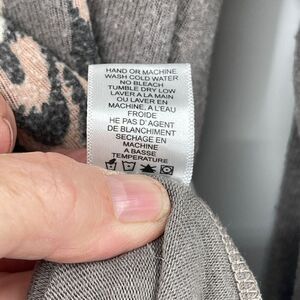 HAND OR MACHINE
WASH COLD WATER
NO BLEACH
TUMBLE DRY LOW
LAVER A LA MAIN
OU LAVER EN
MACHINE, A L'EAU
FROIDE
HE PAS D' AGENT
DE BLANCHIMENT
SECHAGE EN
MACHINE
A BASSE
TEMPERATURE